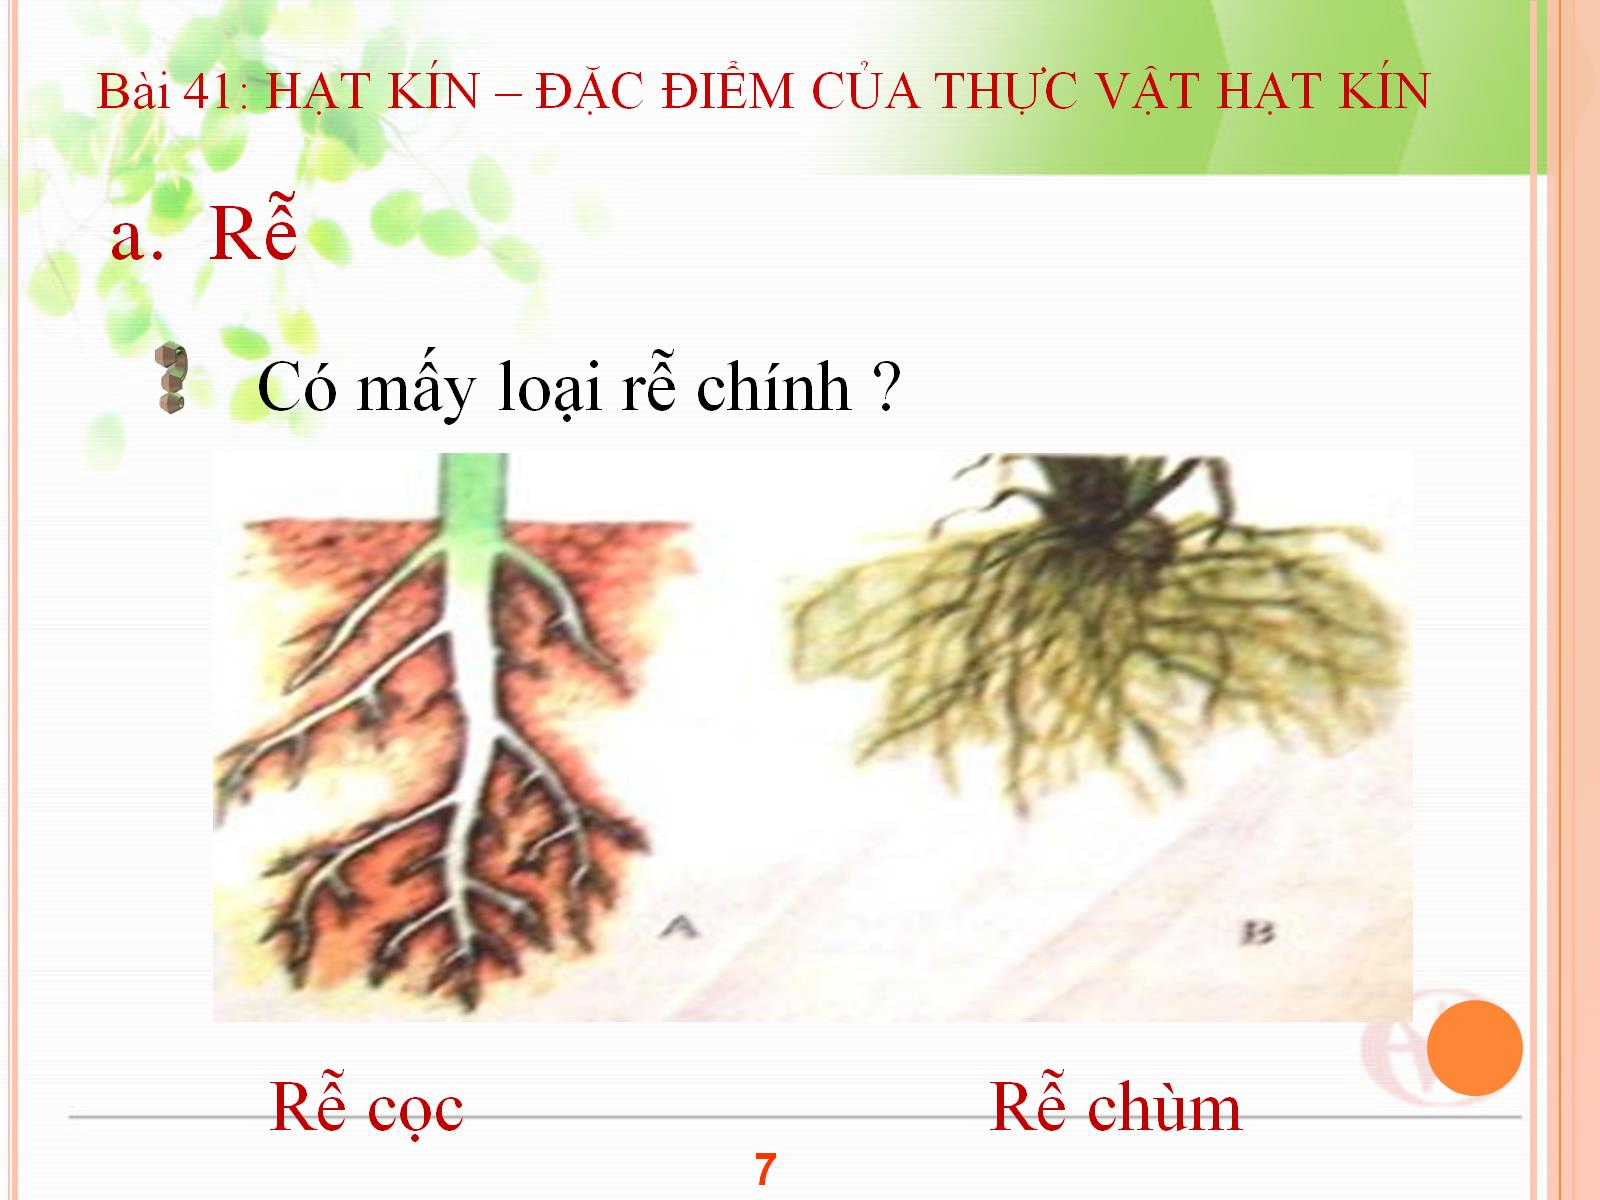 Bài 41: HẠT KÍN – ĐẶC ĐIỂM CỦA THỰC VẬT HẠT KÍN
a. Rễ
Có mấy loại rễ chính ?
A
B
Rễ cọc
Rễ chùm
7